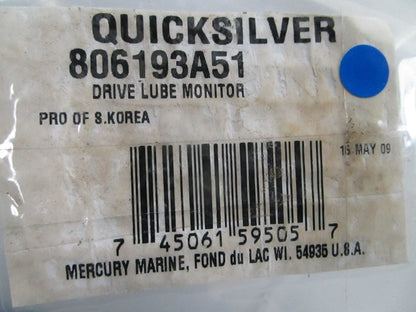 QUICKSILVER
806193A51
DRIVE LUBE MONITOR
PRO OF S.KOREA
15 MAY 09
7 45061 59505 7
MERCURY MARINE, FOND du LAC WI. 54935 U.S.A.